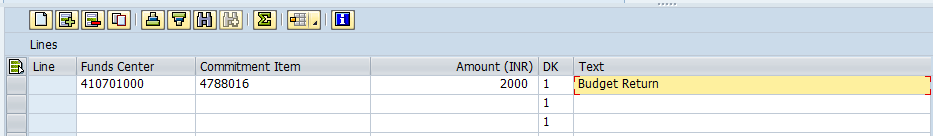 Lines
Line Funds Center Commitment Item Amount (INR) DK Text
410701000 4788016 2000 1 Budget Return
1
1